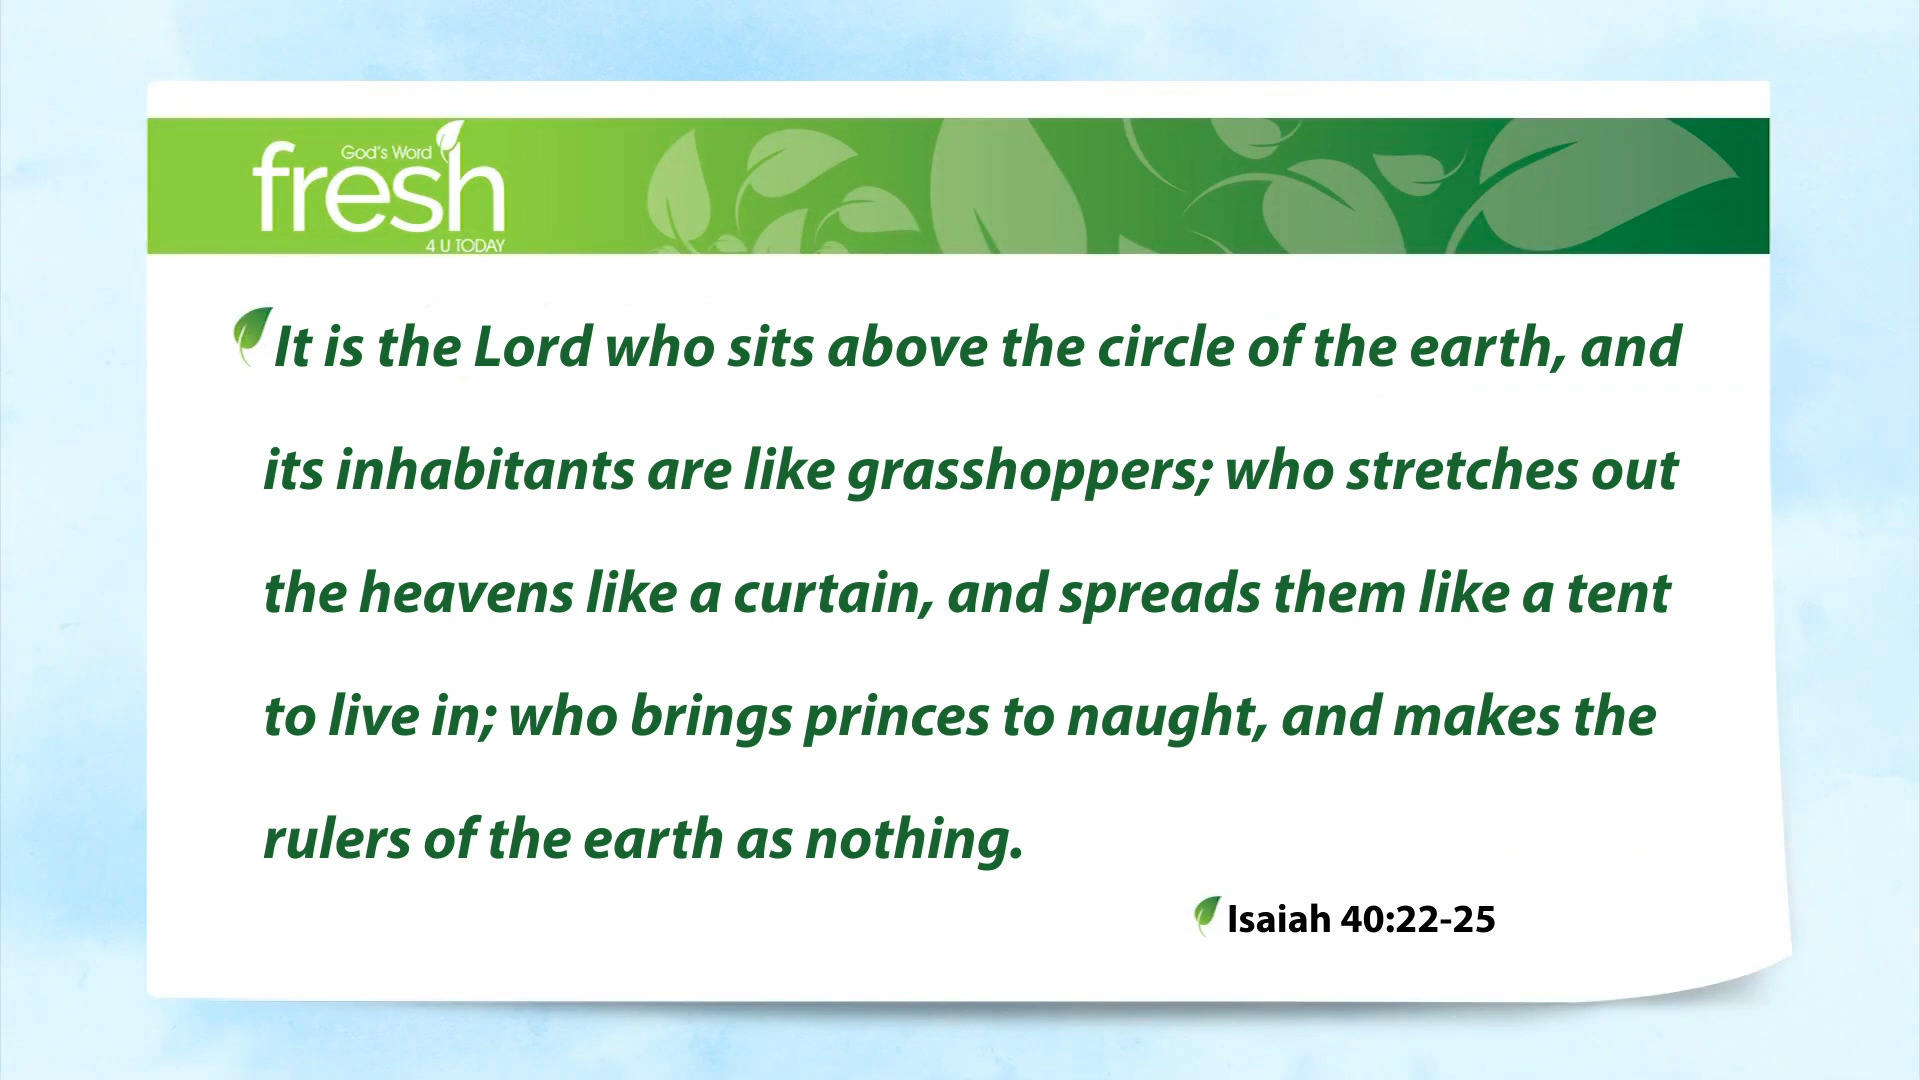 God's Word
fresh
4 U TODAY
It is the Lord who sits above the circle of the earth, and
its inhabitants are like grasshoppers; who stretches out
the heavens like a curtain, and spreads them like a tent
to live in; who brings princes to naught, and makes the
rulers of the earth as nothing.
Isaiah 40:22-25